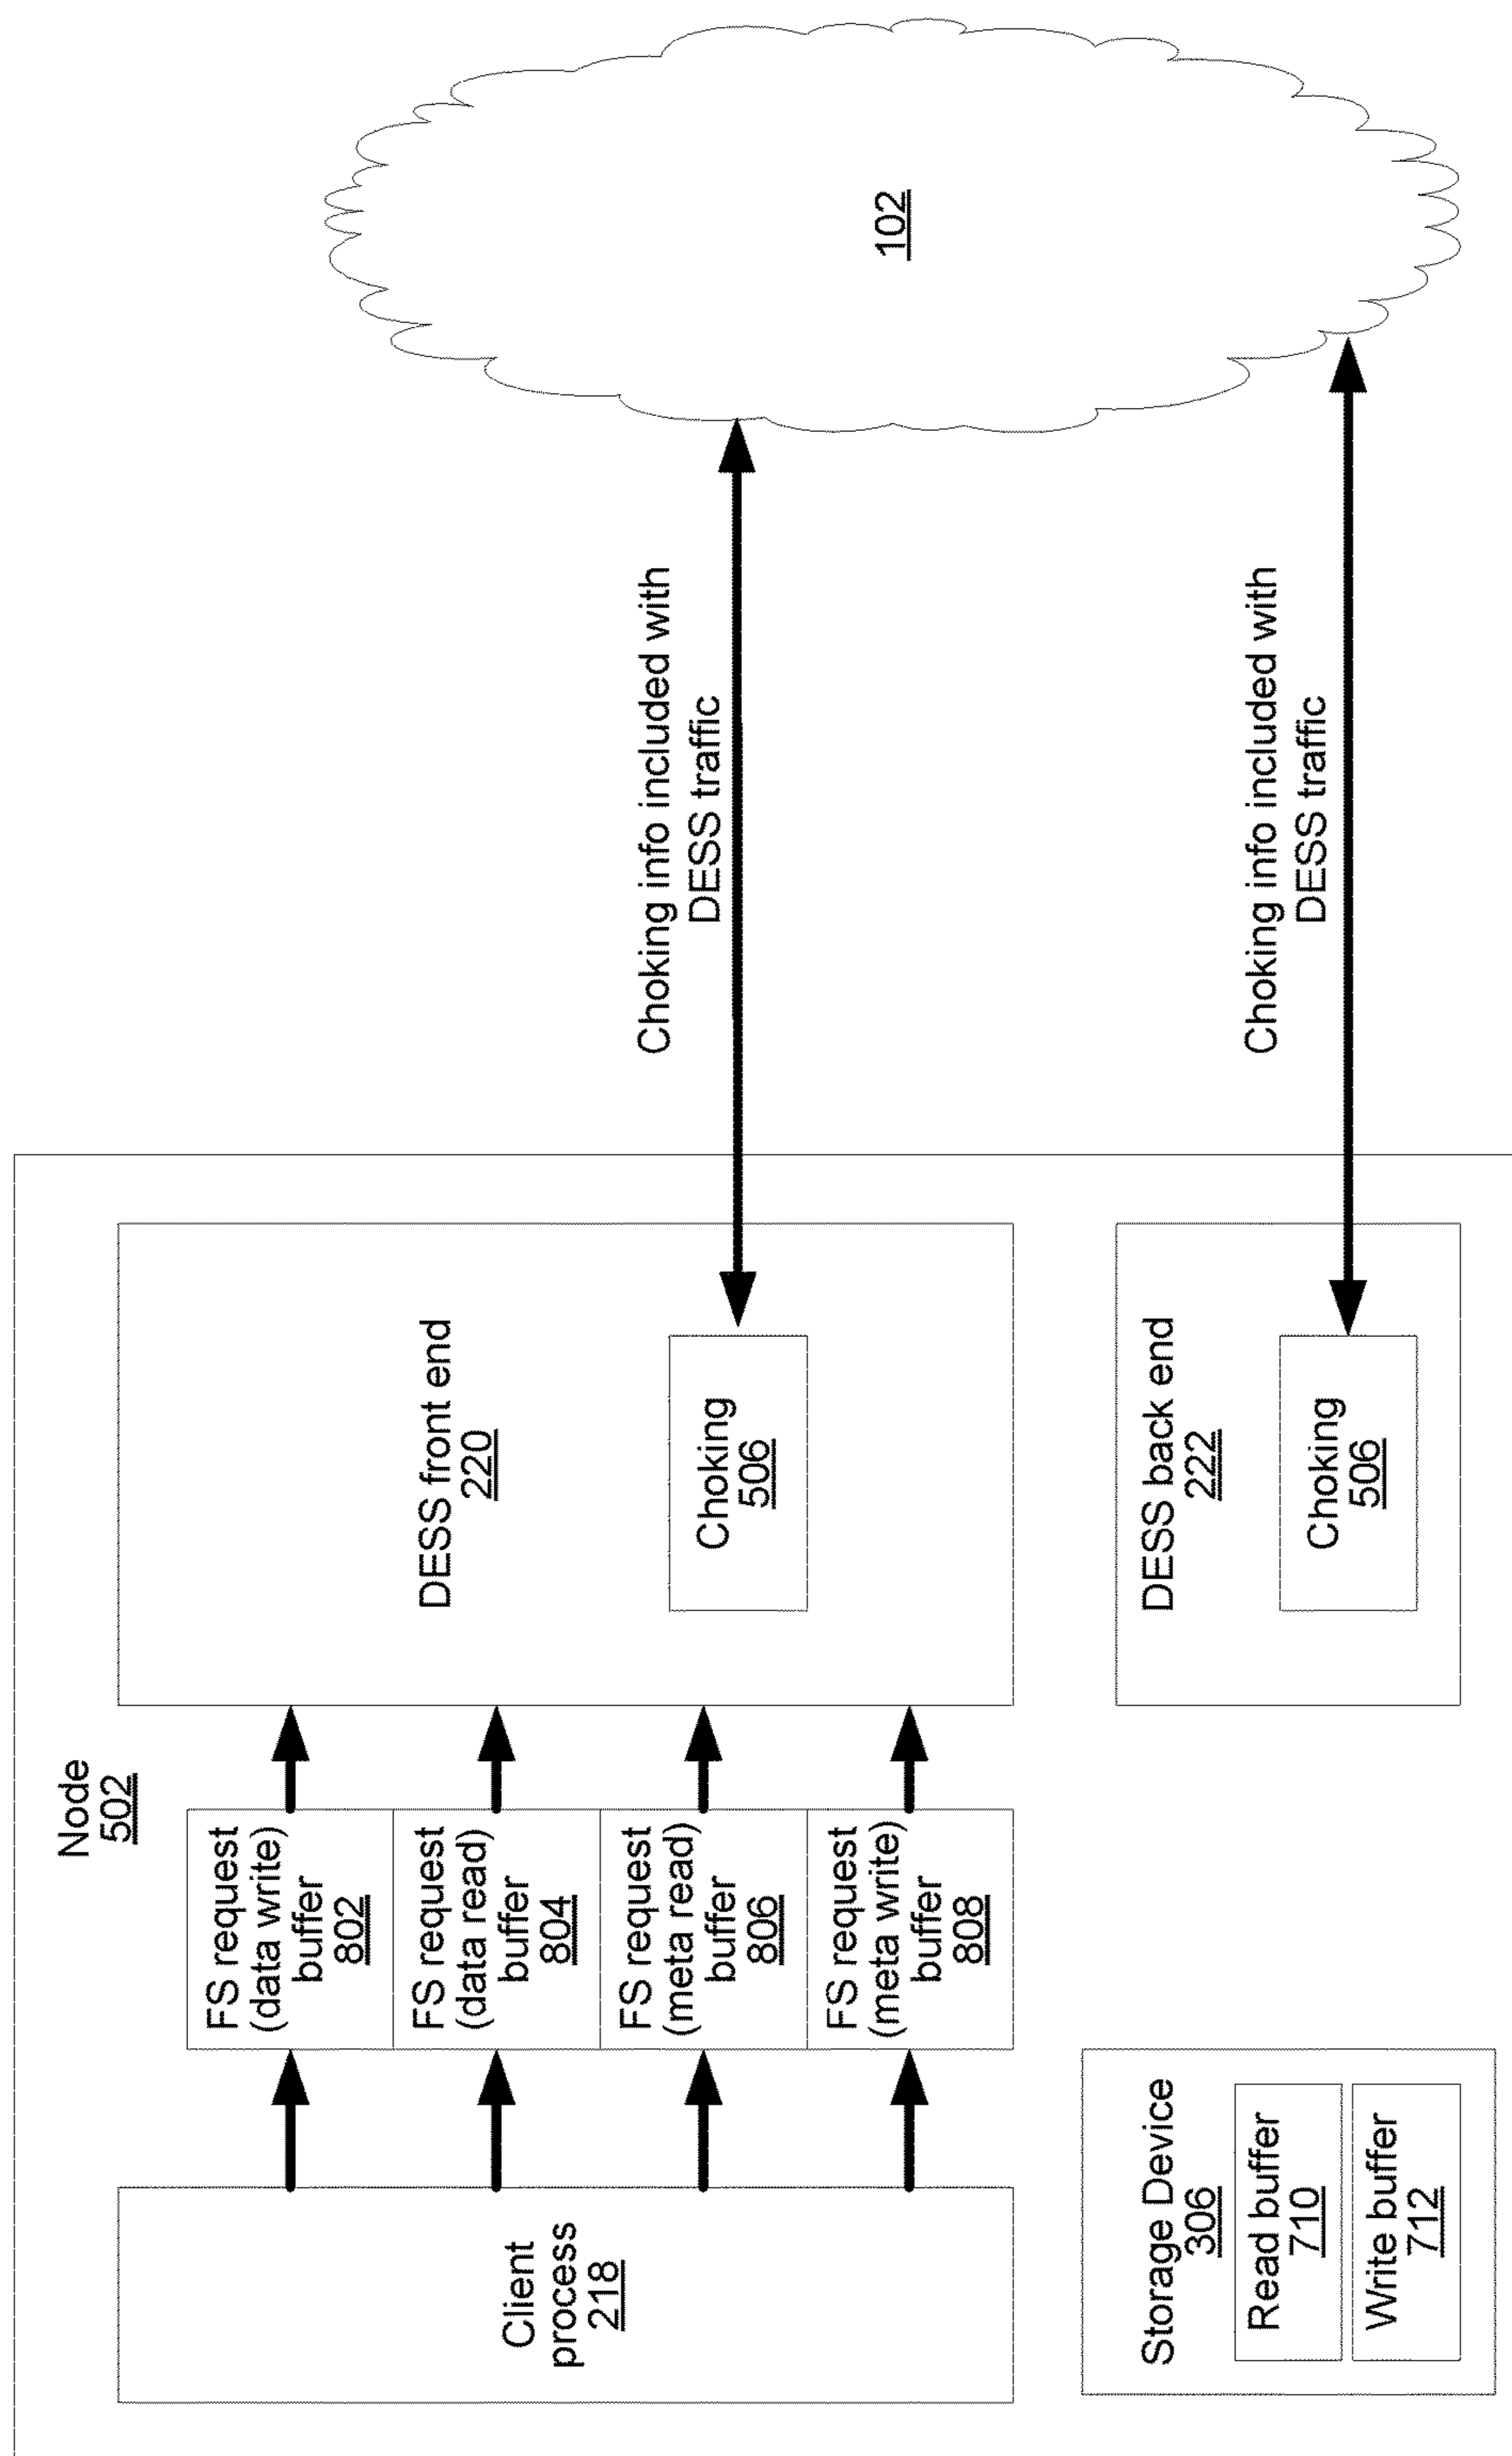 Node
502
Client
process
218
FS request
(data write)
buffer
802
FS request
(data read)
buffer
804
FS request
(meta read)
buffer
806
FS request
(meta write)
buffer
808
DESS front end
220
Choking
506
Choking info included with
DESS traffic
102
Storage Device
306
Read buffer
710
Write buffer
712
DESS back end
222
Choking
506
Choking info included with
DESS traffic